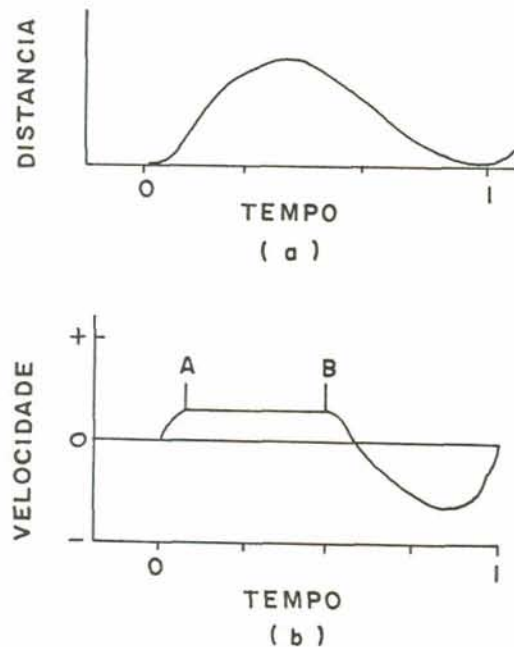 DISTANCIA
0
1
TEMPO
( a )
+
A
B
VELOCIDADE
0
-
0
1
TEMPO
( b )